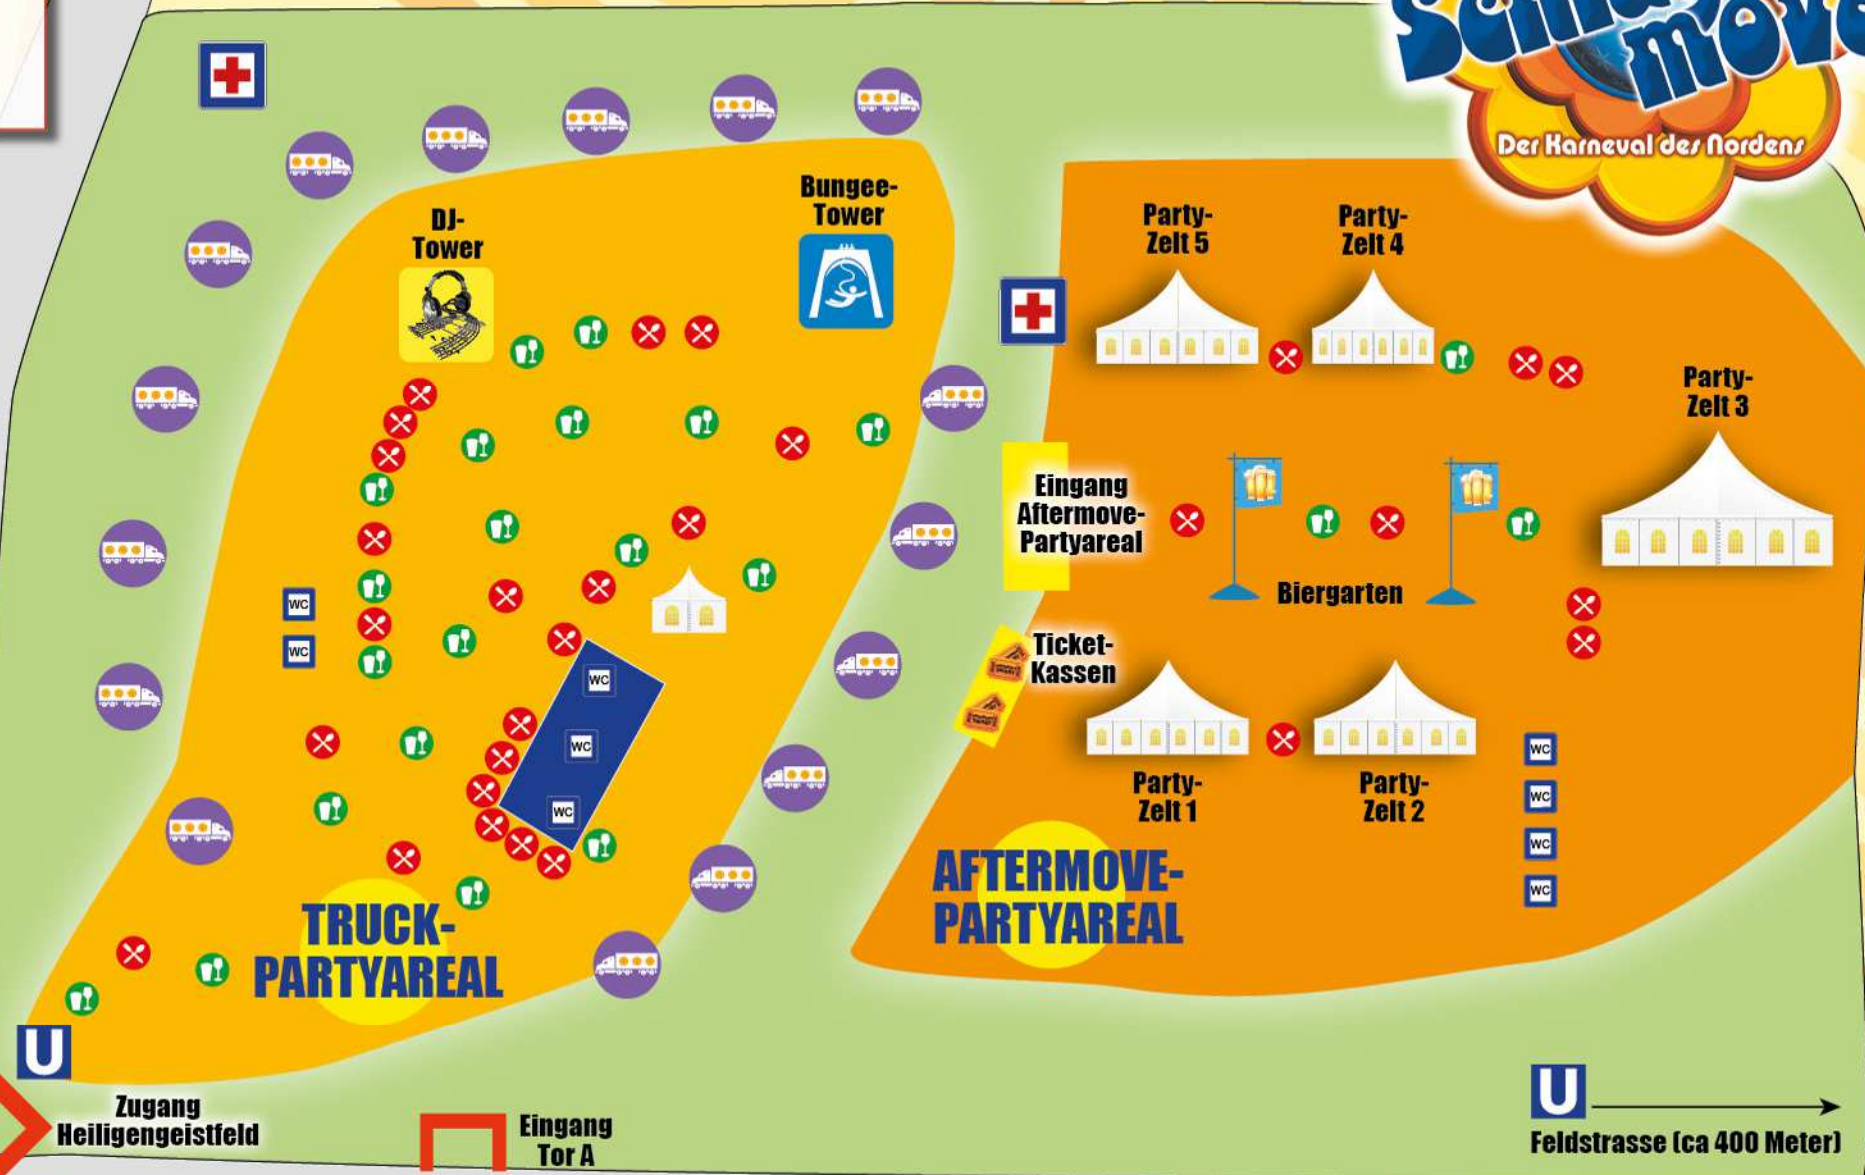 move
Der Karneval des Nordens
DJ-
Tower
Bungee-
Tower
Party-
Zelt 5
Party-
Zelt 4
Party-
Zelt 3
Eingang
Aftermove-
Partyareal
Biergarten
Ticket-
Kassen
Party-
Zelt 1
Party-
Zelt 2
WC
WC
WC
WC
WC
WC
WC
WC
WC
TRUCK-
PARTYAREAL
AFTERMOVE-
PARTYAREAL
U
Zugang
Heiligengeistfeld
Eingang
Tor A
U
Feldstrasse (ca 400 Meter)